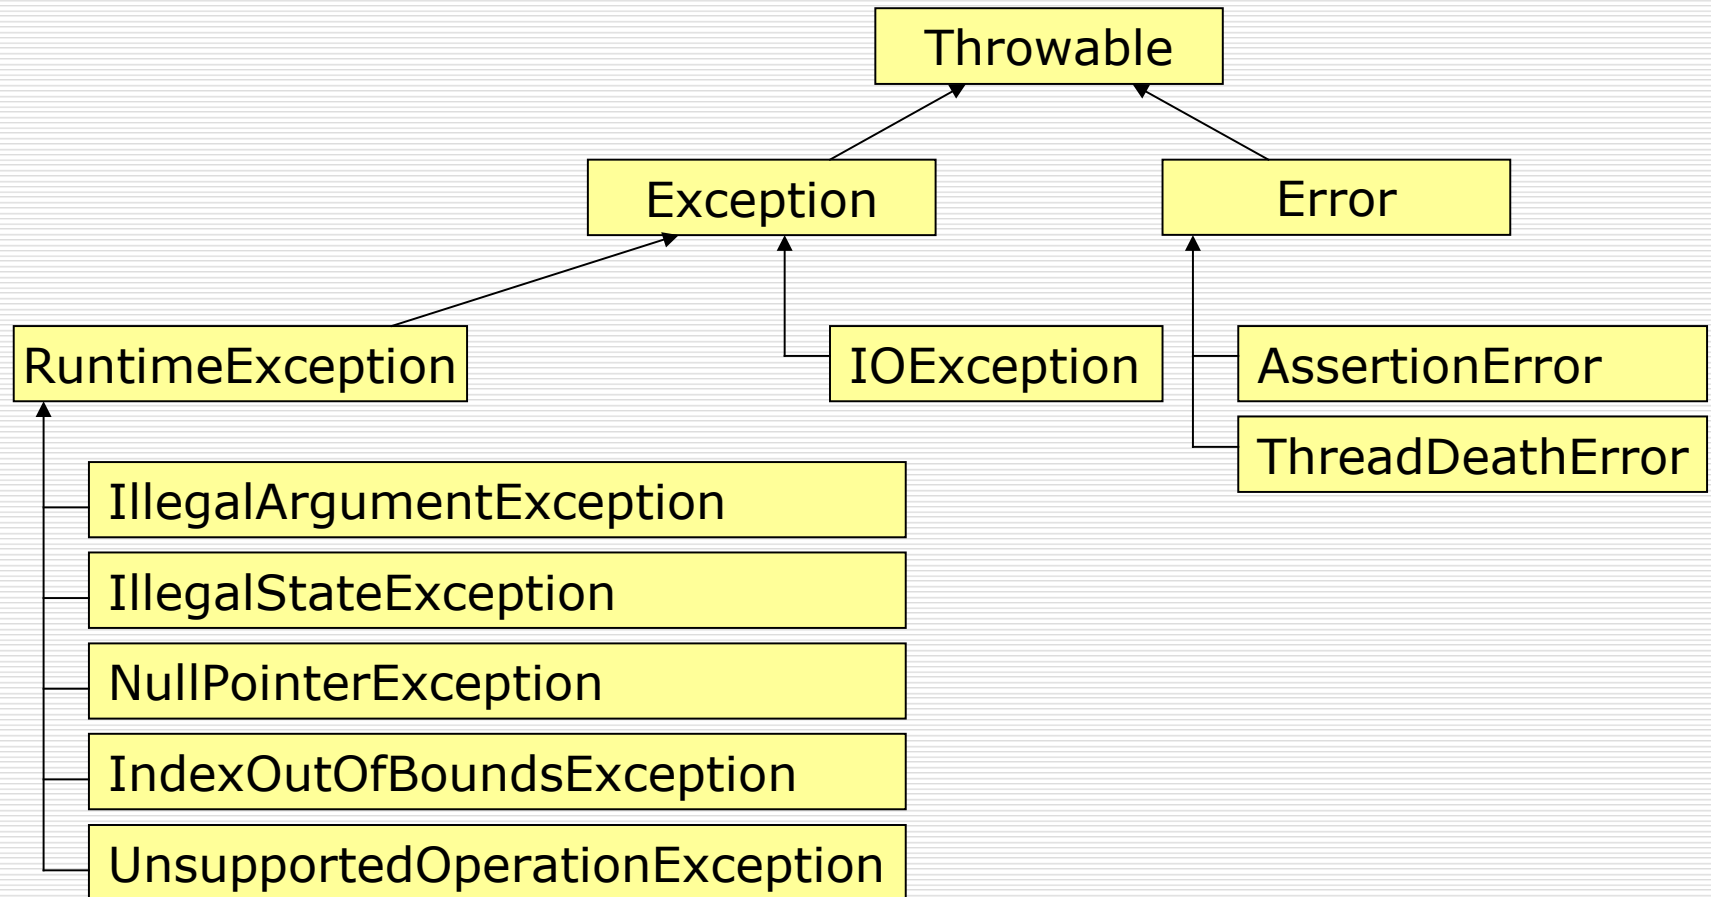 Throwable
Exception
Error
RuntimeException
IOException
AssertionError
ThreadDeathError
IllegalArgumentException
IllegalStateException
NullPointerException
IndexOutOfBoundsException
UnsupportedOperationException